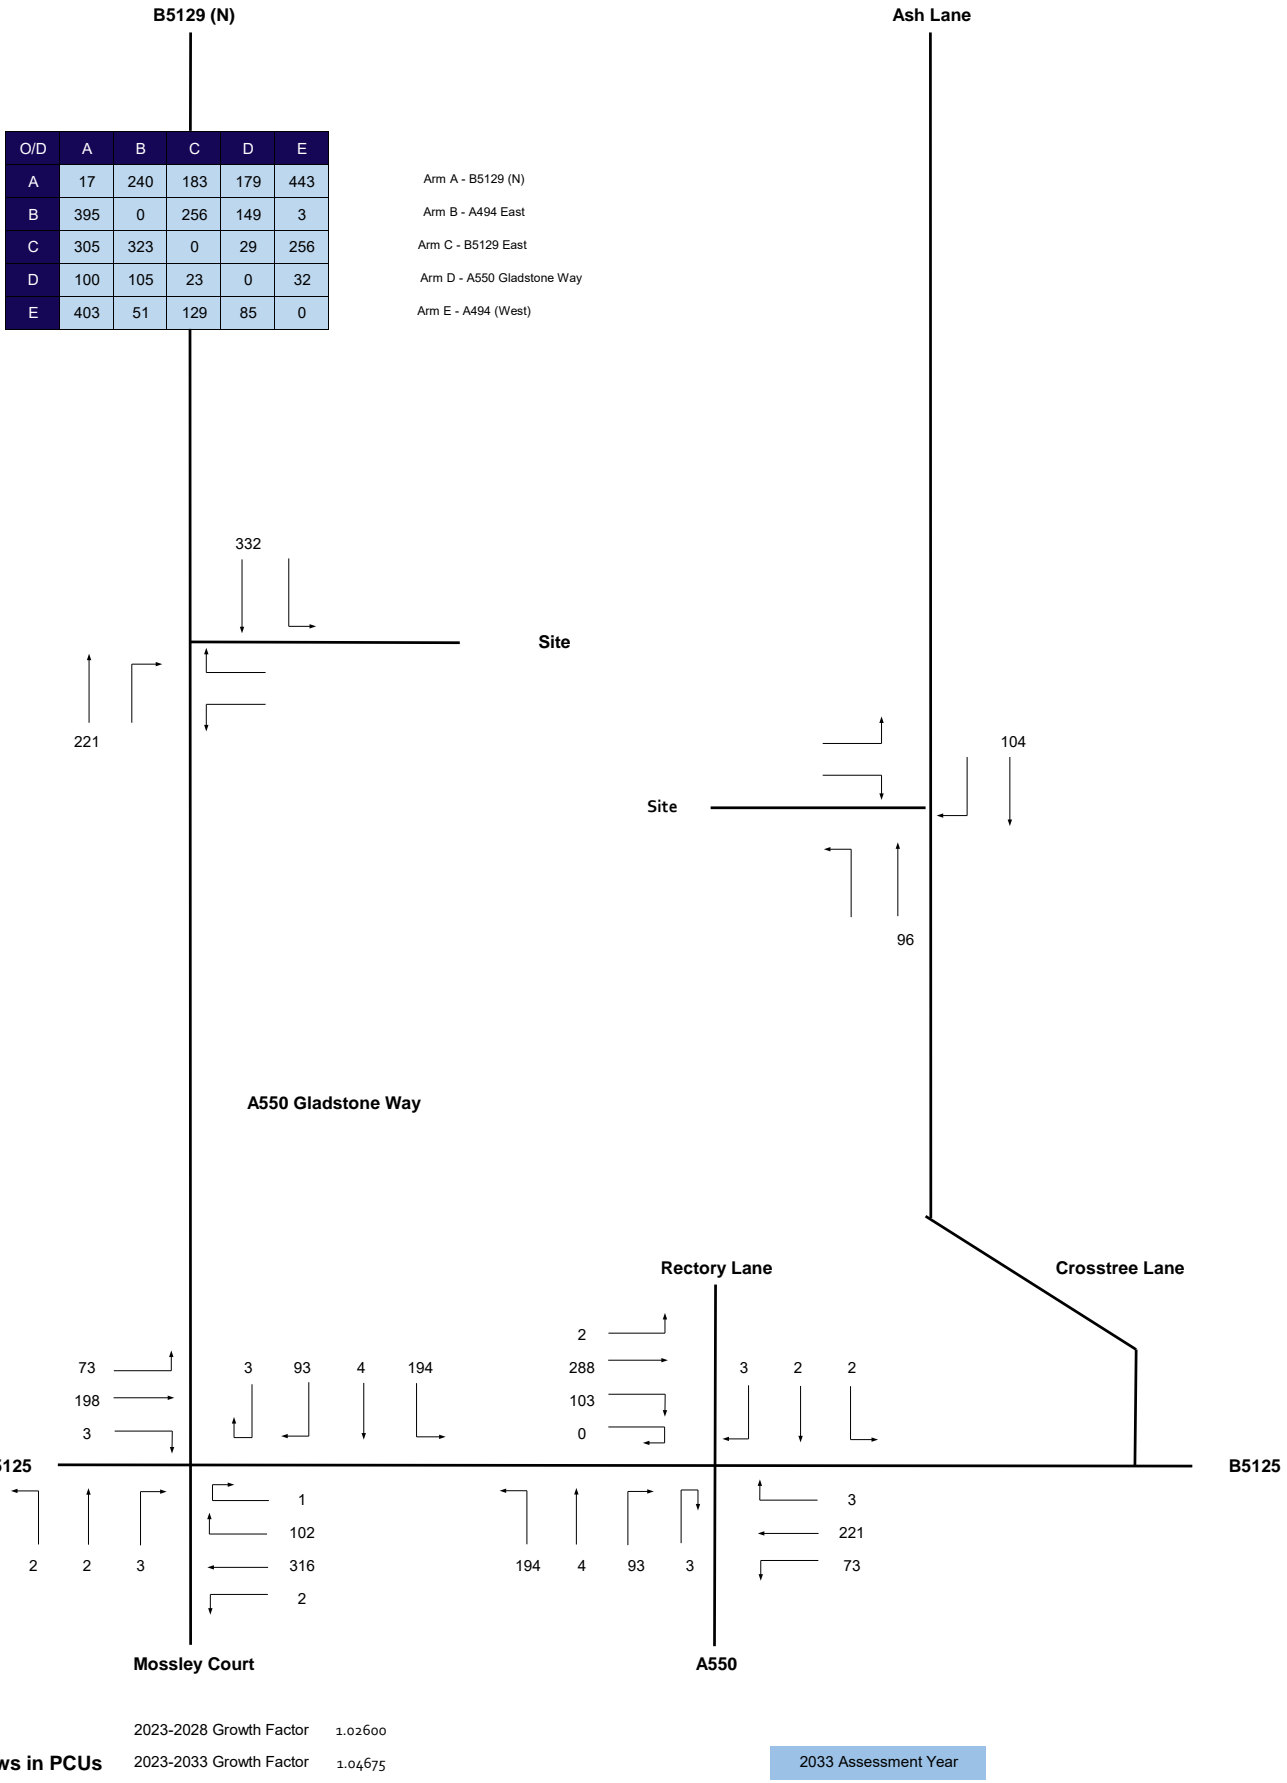 B5129 (N) Ash Lane
O/D A B C D E
A 17 240 183 179 443
B 395 0 256 149 3
C 305 323 0 29 256
D 100 105 23 0 32
E 403 51 129 85 0
Arm A - B5129 (N)
Arm B - A494 East
Arm C - B5129 East
Arm D - A550 Gladstone Way
Arm E - A494 (West)
332
Site
221
104
Site
96
A550 Gladstone Way
Rectory Lane Crosstree Lane
2
73 3 93 4 194 288 3 2 2
198 103
3 0
5125 B5125
1 3
102 221
2 2 3 316 194 4 93 3 73
2
Mossley Court A550
2023-2028 Growth Factor 1.02600
ws in PCUs 2023-2033 Growth Factor 1.04675 2033 Assessment Year